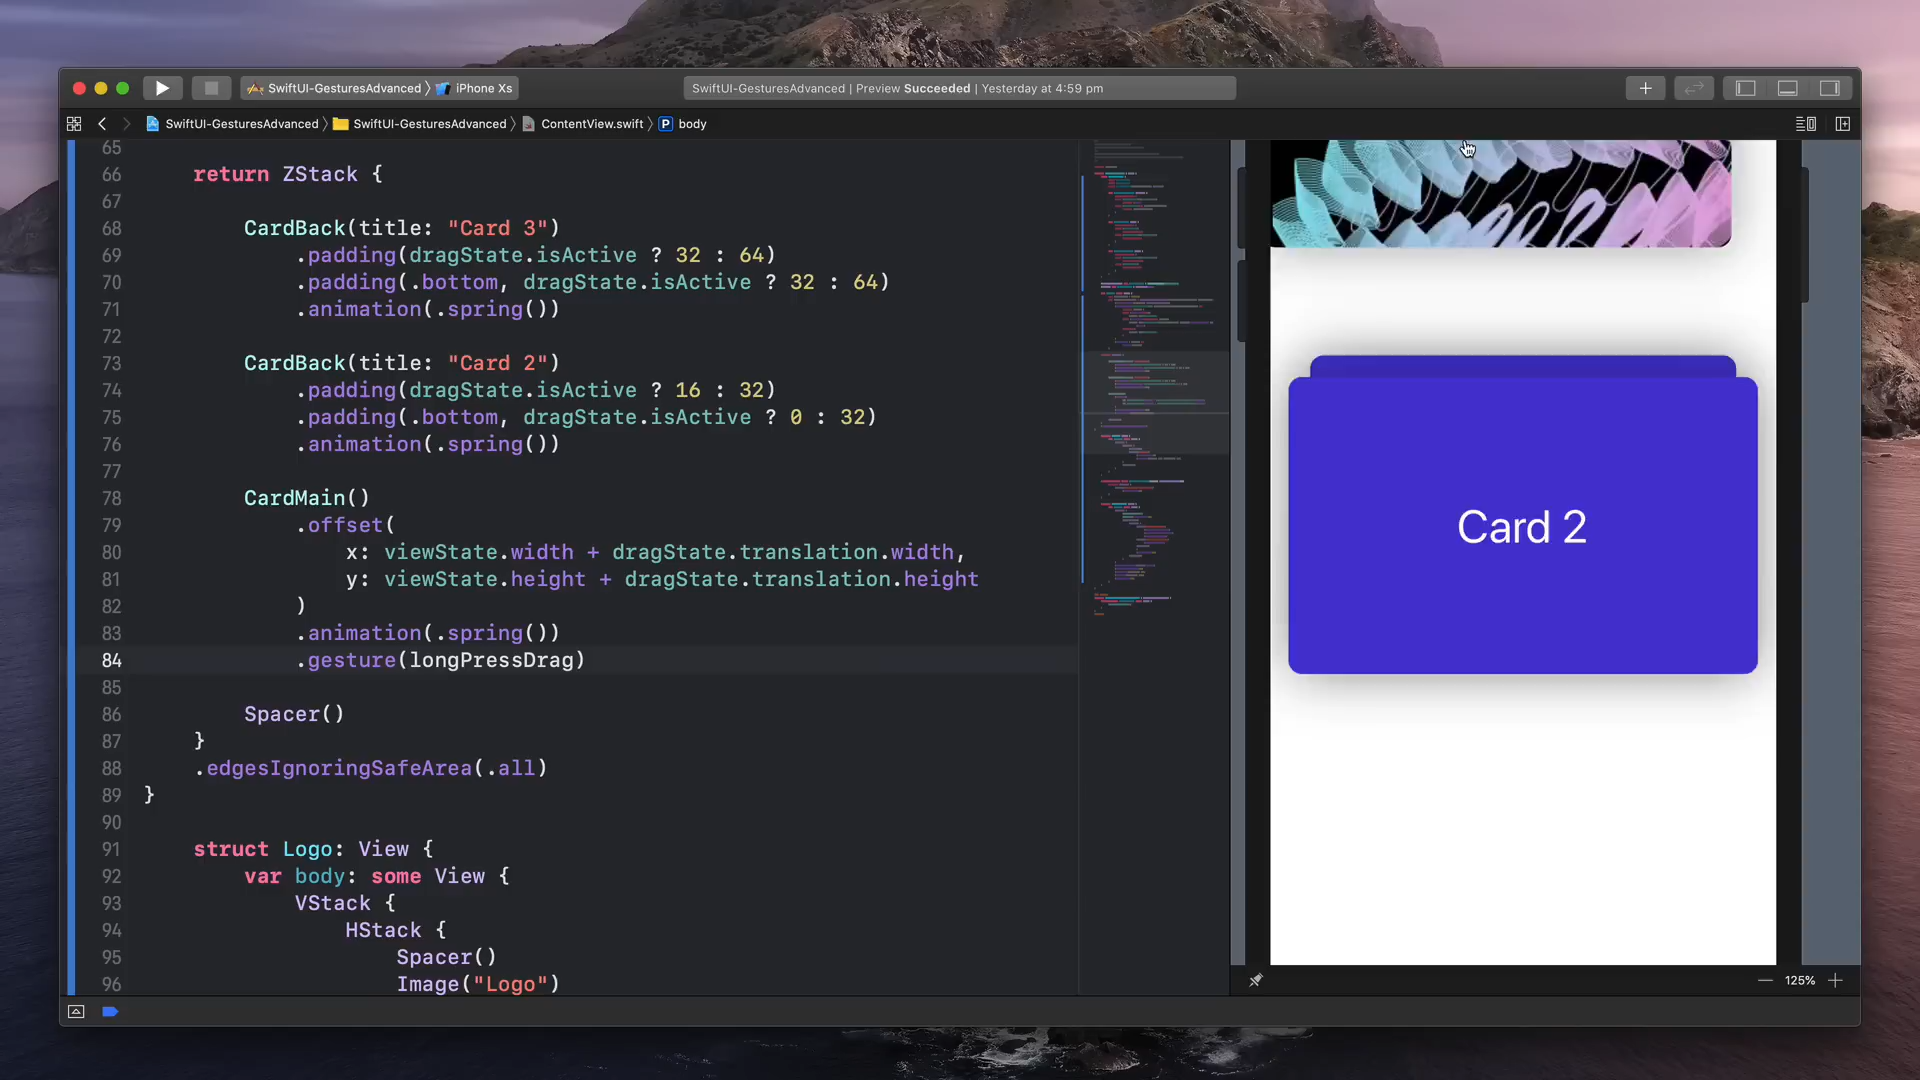 SwiftUI-GesturesAdvanced 〉 iPhone Xs
SwiftUI-GesturesAdvanced | Preview Succeeded | Yesterday at 4:59 pm
SwiftUI-GesturesAdvanced 〉 SwiftUI-GesturesAdvanced 〉 ContentView.swift 〉 P body
65
66 return ZStack {
67
68 CardBack(title: "Card 3")
69 .padding(dragState.isActive ? 32 : 64)
70 .padding(.bottom, dragState.isActive ? 32 : 64)
71 .animation(.spring())
72
73 CardBack(title: "Card 2")
74 .padding(dragState.isActive ? 16 : 32)
75 .padding(.bottom, dragState.isActive ? 0 : 32)
76 .animation(.spring())
77
78 CardMain()
79 .offset(
80 x: viewState.width + dragState.translation.width,
81 y: viewState.height + dragState.translation.height
82 )
83 .animation(.spring())
84 .gesture(longPressDrag)
85
86 Spacer()
87 }
88 .edgesIgnoringSafeArea(.all)
89 }
90
91 struct Logo: View {
92 var body: some View {
93 VStack {
94 HStack {
95 Spacer()
96 Image("Logo")
Card 2
125%